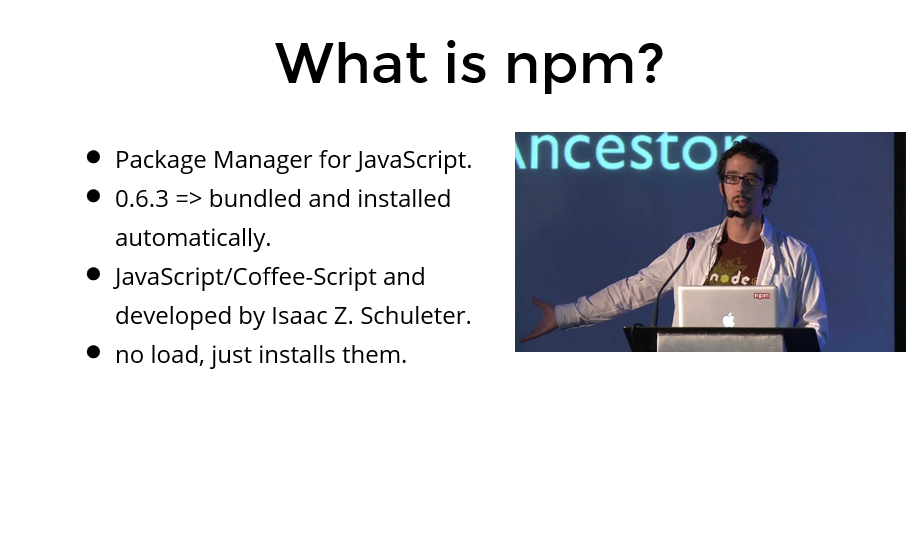 What is npm?
Package Manager for JavaScript.
0.6.3 => bundled and installed
automatically.
JavaScript/Coffee-Script and
developed by Isaac Z. Schuleter.
no load, just installs them.
Ancestor
node
npm